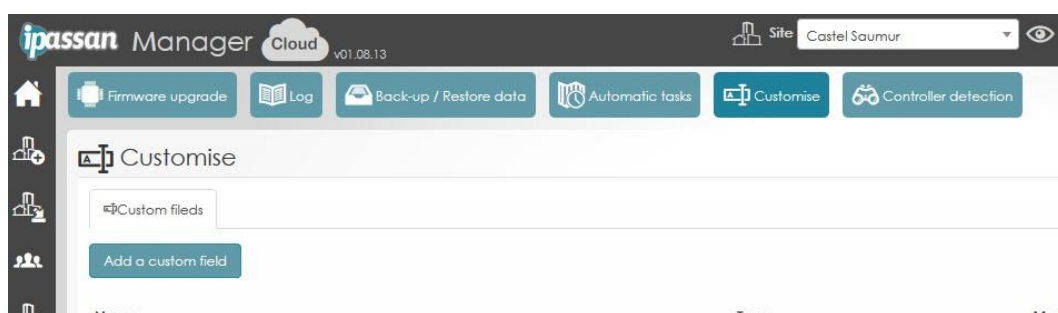 ipassan Manager Cloud v01.08.13 Site Castel Saumur
Firmware upgrade Log Back-up / Restore data Automatic tasks Customise Controller detection
Customise
Custom fileds
Add a custom field